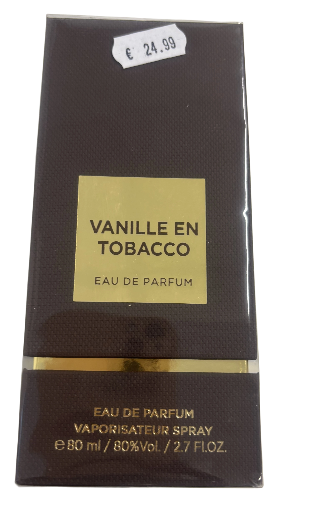 € 24.99
VANILLE EN
TOBACCO
EAU DE PARFUM
EAU DE PARFUM
VAPORISATEUR SPRAY
℮ 80 ml / 80%Vol. / 2.7 Fl.OZ.